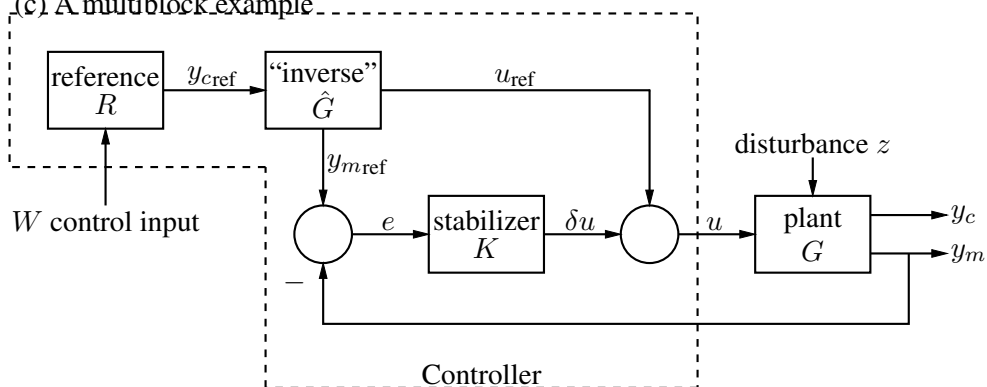 (c) A multiblock example
reference
R
y_cref
"inverse"
Ĝ
u_ref
y_mref
disturbance z
W control input
e
stabilizer
K
δu
u
plant
G
y_c
y_m
−
Controller